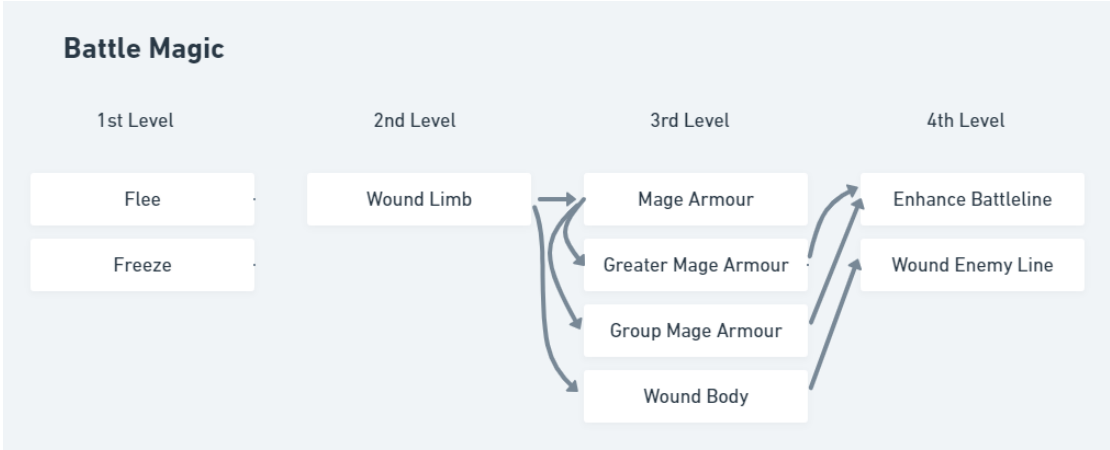 Battle Magic
1st Level
2nd Level
3rd Level
4th Level
Flee
Wound Limb
Mage Armour
Enhance Battleline
Freeze
Greater Mage Armour
Wound Enemy Line
Group Mage Armour
Wound Body